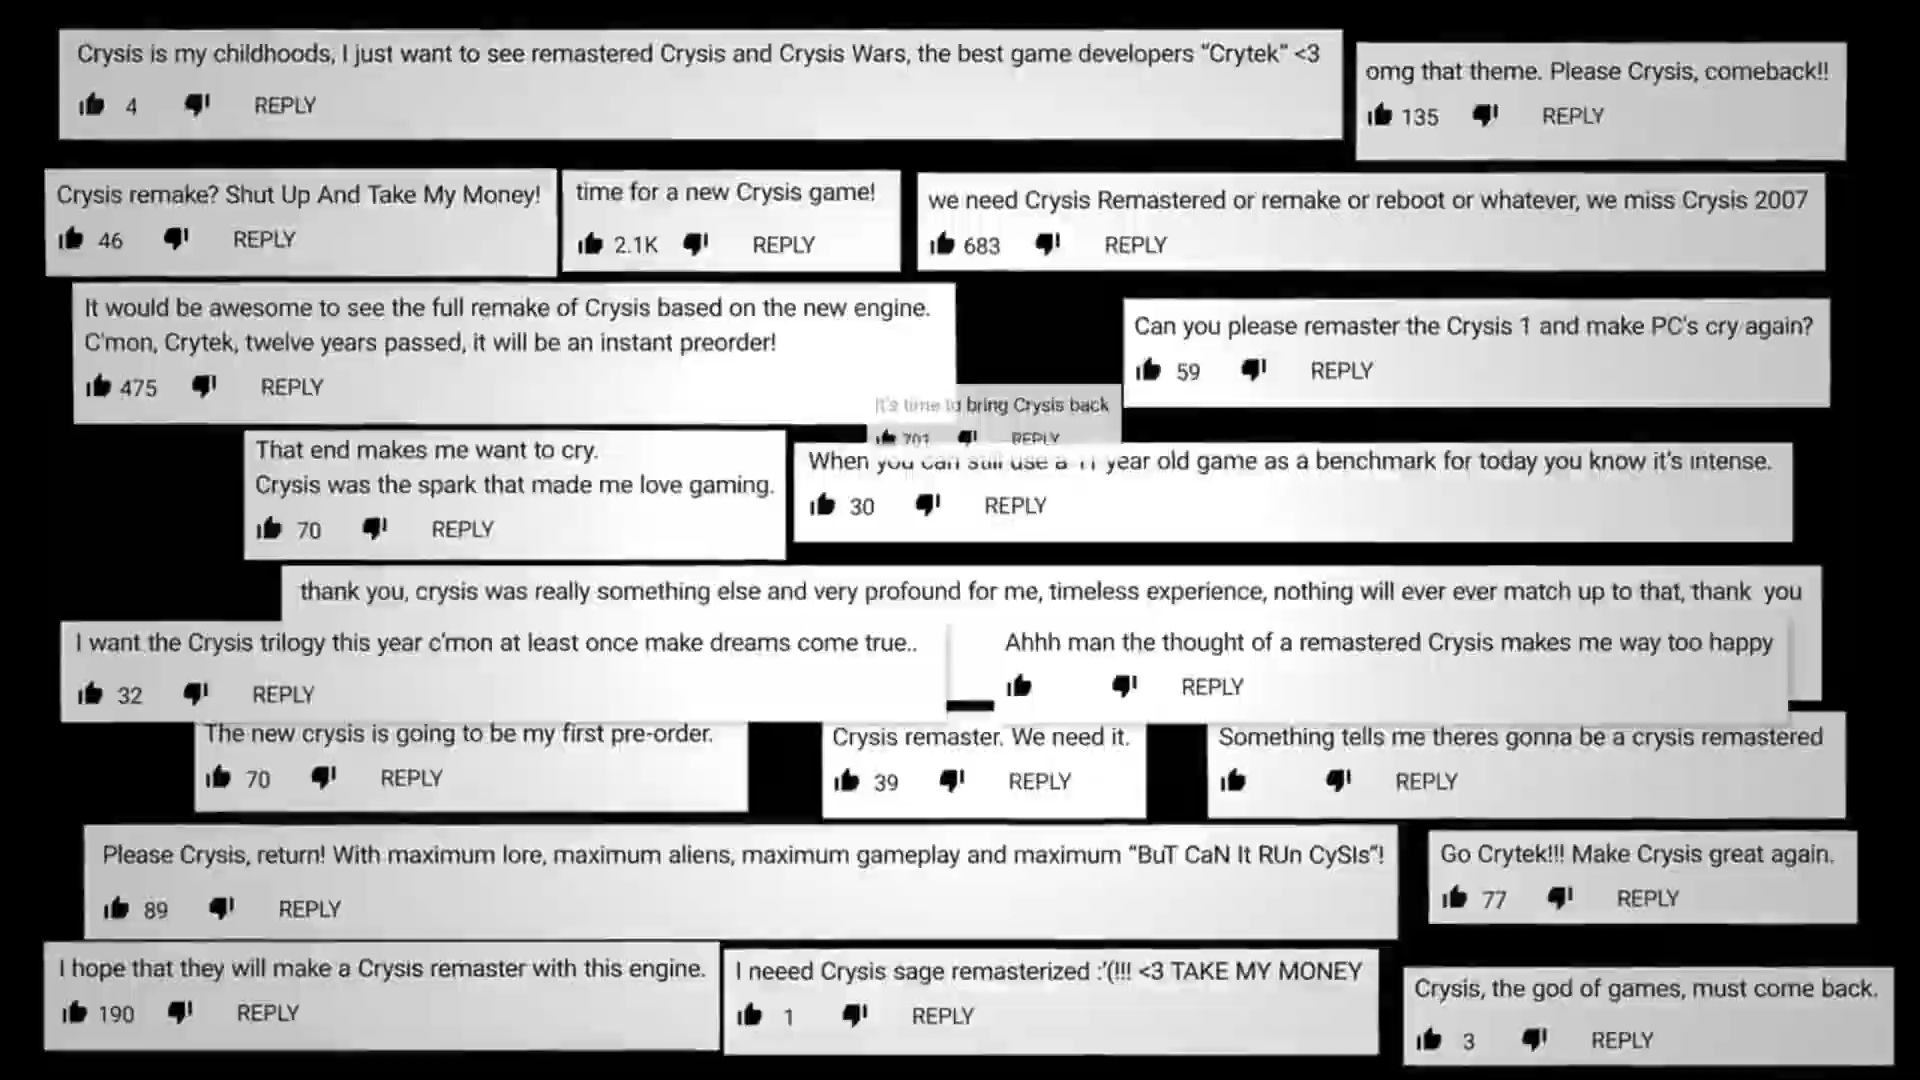 Crysis is my childhoods, I just want to see remastered Crysis and Crysis Wars, the best game developers "Crytek" <3
4 REPLY
omg that theme. Please Crysis, comeback!!
135 REPLY
Crysis remake? Shut Up And Take My Money!
46 REPLY
time for a new Crysis game!
2.1K REPLY
we need Crysis Remastered or remake or reboot or whatever, we miss Crysis 2007
683 REPLY
It would be awesome to see the full remake of Crysis based on the new engine.
C'mon, Crytek, twelve years passed, it will be an instant preorder!
475 REPLY
Can you please remaster the Crysis 1 and make PC's cry again?
59 REPLY
It's time to bring Crysis back
701 REPLY
That end makes me want to cry.
Crysis was the spark that made me love gaming.
70 REPLY
When you can still use a 11 year old game as a benchmark for today you know it's intense.
30 REPLY
thank you, crysis was really something else and very profound for me, timeless experience, nothing will ever ever match up to that, thank you
I want the Crysis trilogy this year c'mon at least once make dreams come true..
32 REPLY
Ahhh man the thought of a remastered Crysis makes me way too happy
REPLY
The new crysis is going to be my first pre-order.
70 REPLY
Crysis remaster. We need it.
39 REPLY
Something tells me theres gonna be a crysis remastered
REPLY
Please Crysis, return! With maximum lore, maximum aliens, maximum gameplay and maximum "BuT CaN It RUn CySIs"!
89 REPLY
Go Crytek!!! Make Crysis great again.
77 REPLY
I hope that they will make a Crysis remaster with this engine.
190 REPLY
I neeed Crysis sage remasterized :'(!!! <3 TAKE MY MONEY
1 REPLY
Crysis, the god of games, must come back.
3 REPLY